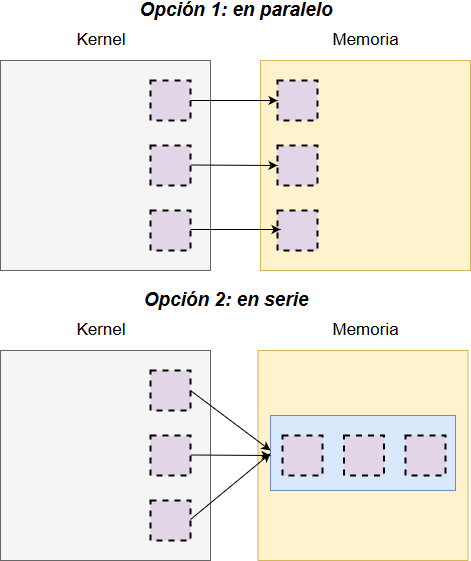 Opción 1: en paralelo
Kernel Memoria
Opción 2: en serie
Kernel Memoria